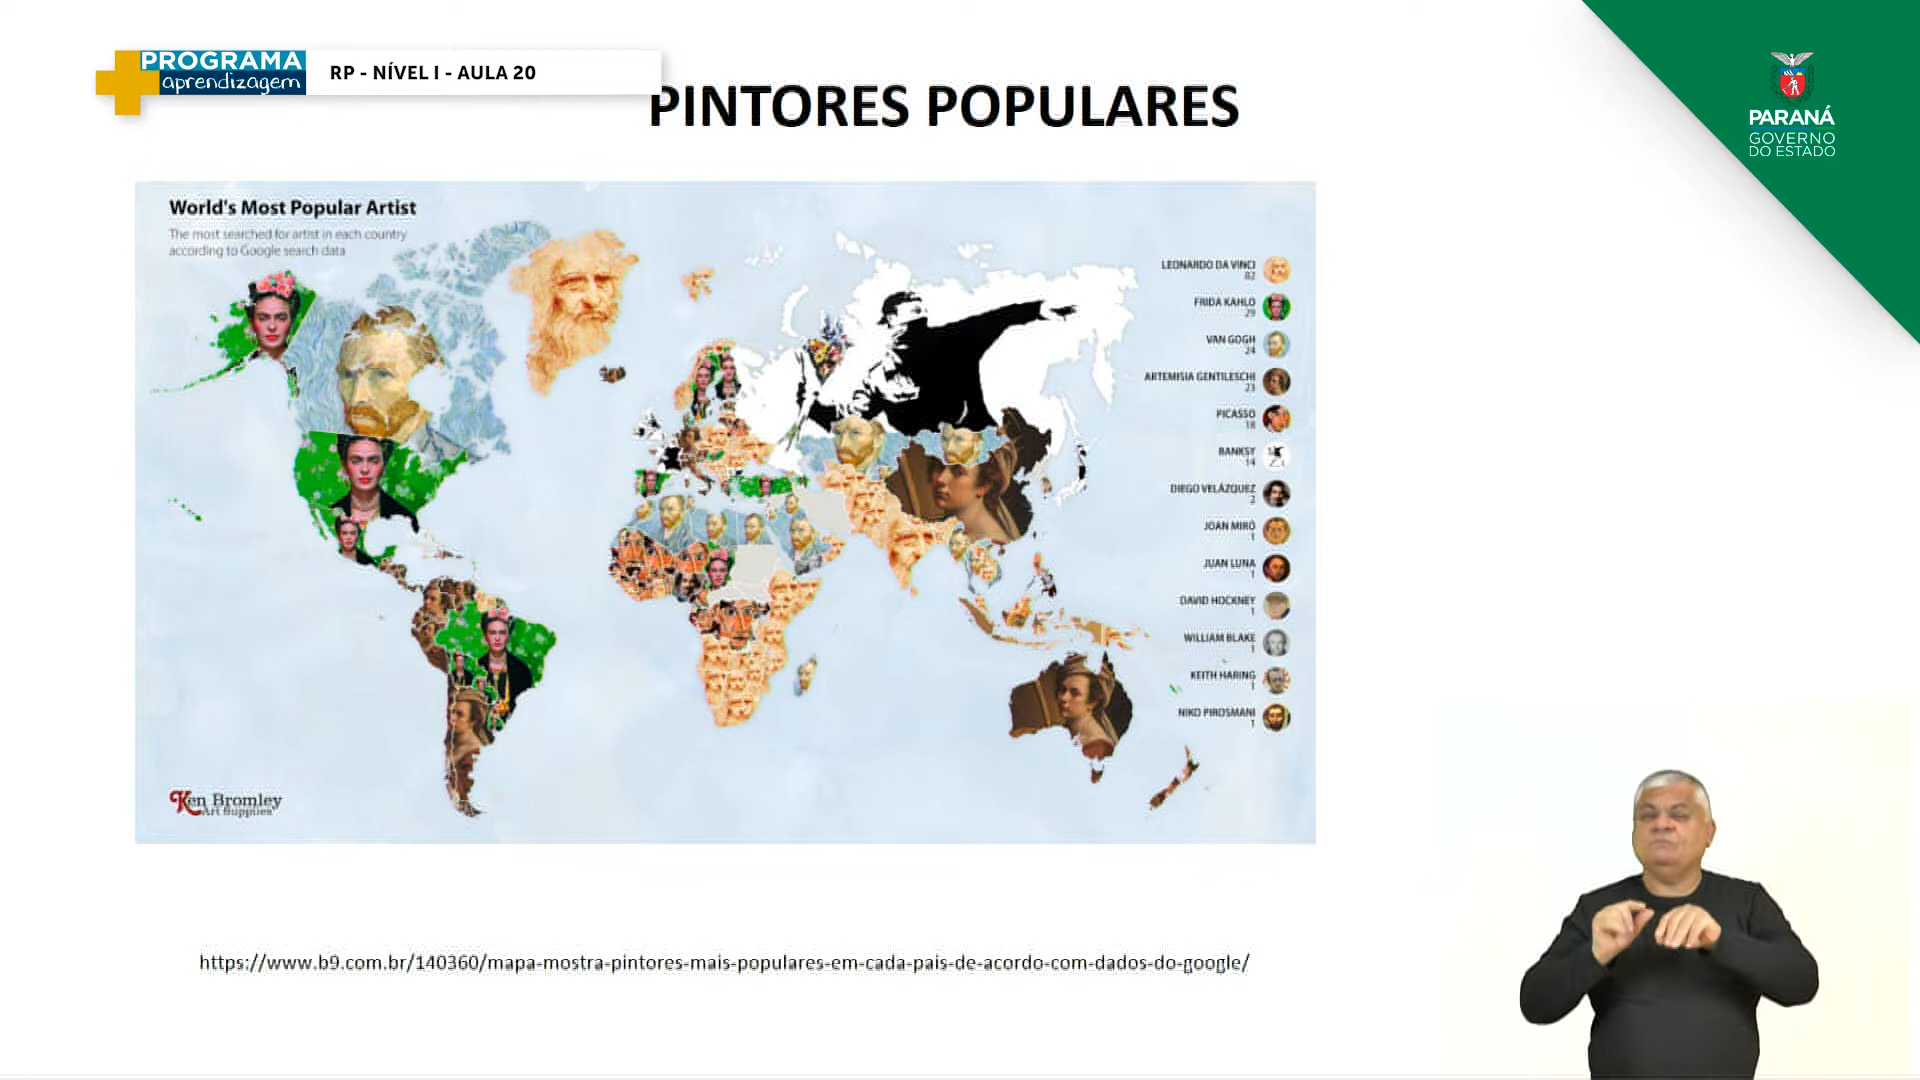 PROGRAMA
aprendizagem
RP - NÍVEL I - AULA 20
PINTORES POPULARES
PARANÁ
GOVERNO
DO ESTADO
World's Most Popular Artist
The most searched for artist in each country
according to Google search data
LEONARDO DA VINCI
82
FRIDA KAHLO
29
VAN GOGH
24
ARTEMISIA GENTILESCHI
23
PICASSO
18
BANKSY
14
DIEGO VELÁZQUEZ
2
JOAN MIRÓ
1
JUAN LUNA
1
DAVID HOCKNEY
1
WILLIAM BLAKE
1
KEITH HARING
1
NIKO PIROSMANI
1
Ken Bromley
Art Supplies
https://www.b9.com.br/140360/mapa-mostra-pintores-mais-populares-em-cada-pais-de-acordo-com-dados-do-google/